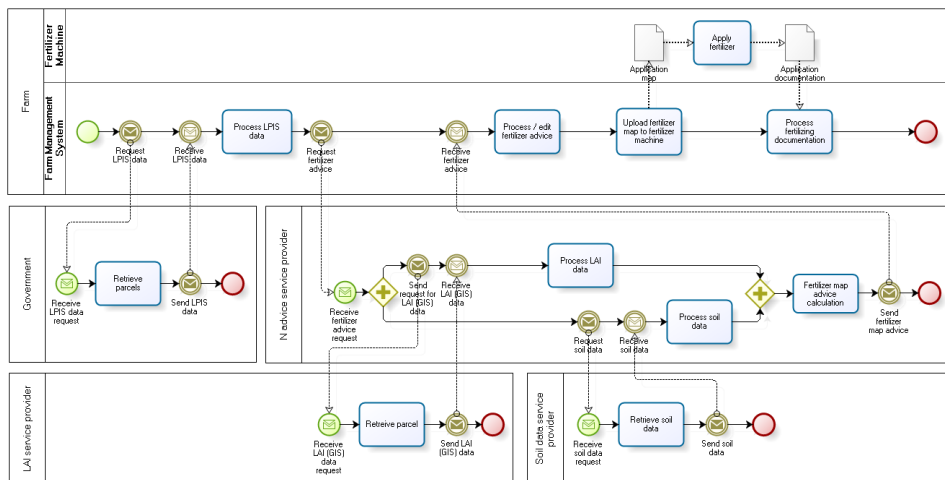 Farm
Fertilizer
Machine
Application
map
Apply
fertilizer
Application
documentation
Farm Management
System
Request
LPIS data
Receive
LPIS data
Process LPIS
data
Request
fertilizer
advice
Receive
fertilizer
advice
Process / edit
fertilizer advice
Upload fertilizer
map to fertilizer
machine
Process
fertilizing
documentation
Government
Receive
LPIS data
request
Retrieve
parcels
Send LPIS
data
N advice service provider
Receive
fertilizer
advice request
Send
request for
LAI (GIS)
data
Receive
LAI (GIS)
data
Process LAI
data
Request
soil data
Receive
soil data
Process soil
data
Fertilizer map
advice
calculation
Send
fertilizer
map advice
LAI service provider
Receive
LAI (GIS)
data
request
Retreive parcel
Send LAI
(GIS) data
Soil data service
provider
Receive
soil data
request
Retrieve soil
data
Send soil
data